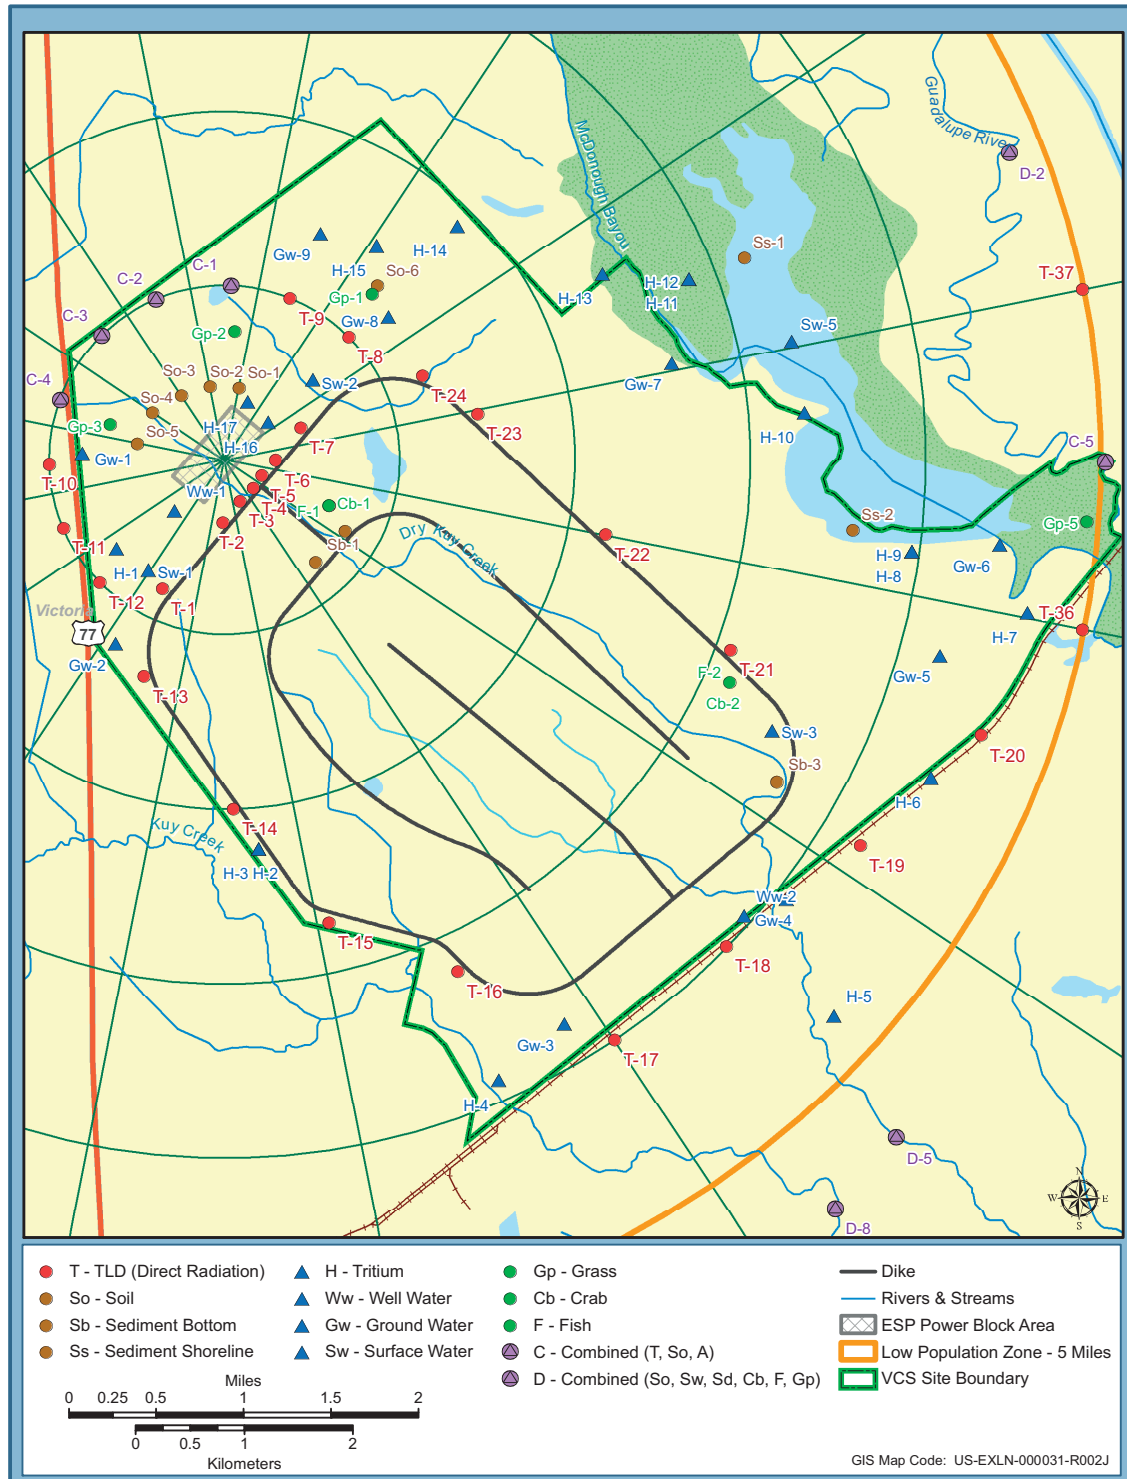 Guadalupe River
D-2
McDonough Bayou
Gw-9
H-14
H-15
So-6
Ss-1
C-1
C-2
Gp-1
H-13
H-12
H-11
T-37
C-3
T-9
Gw-8
Gp-2
T-8
Sw-5
C-4
So-3
So-2
So-1
Sw-2
T-24
Gw-7
So-4
Gp-3
So-5
H-17
H-16
T-7
T-23
H-10
C-5
Gw-1
T-10
T-6
Ww-1
T-5
T-4
T-3
F-1
Cb-1
T-2
Ss-2
Gp-5
T-11
Sb-1
Dry Kuy Creek
T-22
H-9
H-8
Gw-6
H-1
Sw-1
T-12
T-1
Victoria
77
T-36
H-7
Gw-2
T-13
F-2
T-21
Cb-2
Gw-5
Sw-3
T-20
Sb-3
H-6
T-14
Kuy Creek
H-3 H-2
T-19
Ww-2
Gw-4
T-15
T-18
T-16
H-5
Gw-3
T-17
H-4
D-5
D-8
N
W
E
S
T - TLD (Direct Radiation)
So - Soil
Sb - Sediment Bottom
Ss - Sediment Shoreline
H - Tritium
Ww - Well Water
Gw - Ground Water
Sw - Surface Water
Gp - Grass
Cb - Crab
F - Fish
C - Combined (T, So, A)
D - Combined (So, Sw, Sd, Cb, F, Gp)
Dike
Rivers & Streams
ESP Power Block Area
Low Population Zone - 5 Miles
VCS Site Boundary
Miles
0 0.25 0.5 1 1.5 2
0 0.5 1 2
Kilometers
GIS Map Code: US-EXLN-000031-R002J